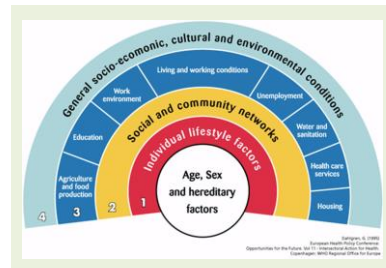 General socio-economic, cultural and environmental conditions
Living and working conditions
Work
environment
Unemployment
Education
Water and
sanitation
Agriculture
and food
production
Health care
services
Housing
Social and community networks
Individual lifestyle factors
Age, Sex
and hereditary
factors
4
3
2
1
European Health Policy Conference:
Opportunities for the Future. Vol 11 - Intersectoral Action for Health.
Copenhagen: WHO Regional Office for Europe